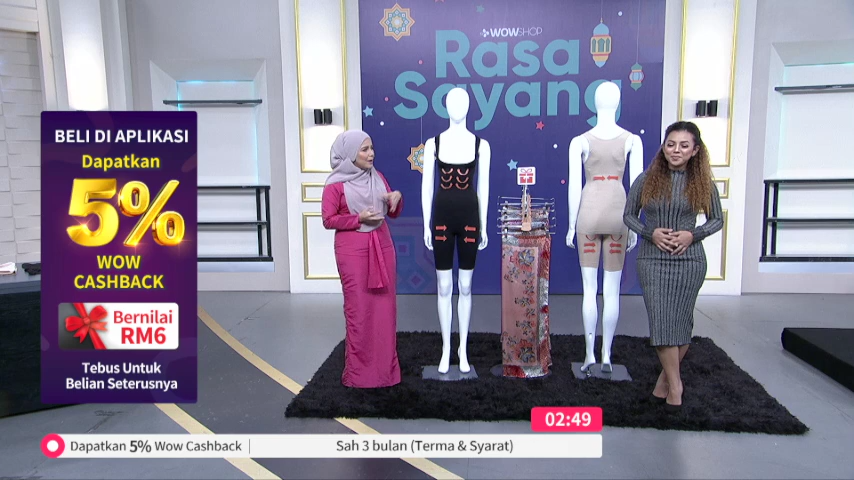 WOWSHOP
Rasa
Sayang
BELI DI APLIKASI
Dapatkan
5%
WOW
CASHBACK
Bernilai
RM6
Tebus Untuk
Belian Seterusnya
02:49
Dapatkan 5% Wow Cashback
Sah 3 bulan (Terma & Syarat)